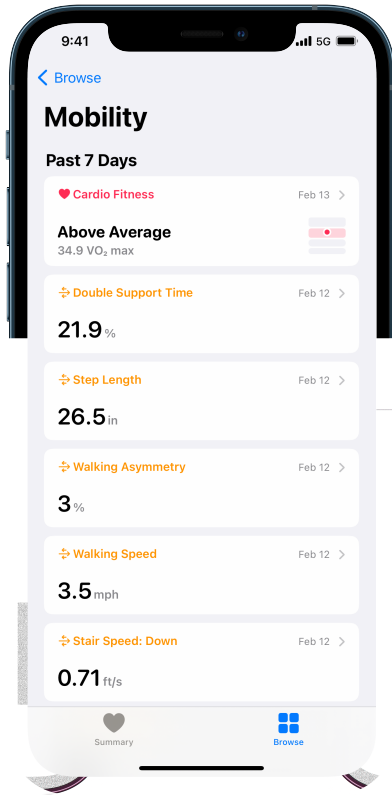 9:41
5G
Browse
Mobility
Past 7 Days
Cardio Fitness
Feb 13
Above Average
34.9 VO₂ max
Double Support Time
Feb 12
21.9 %
Step Length
Feb 12
26.5 in
Walking Asymmetry
Feb 12
3 %
Walking Speed
Feb 12
3.5 mph
Stair Speed: Down
Feb 12
0.71 ft/s
Summary
Browse